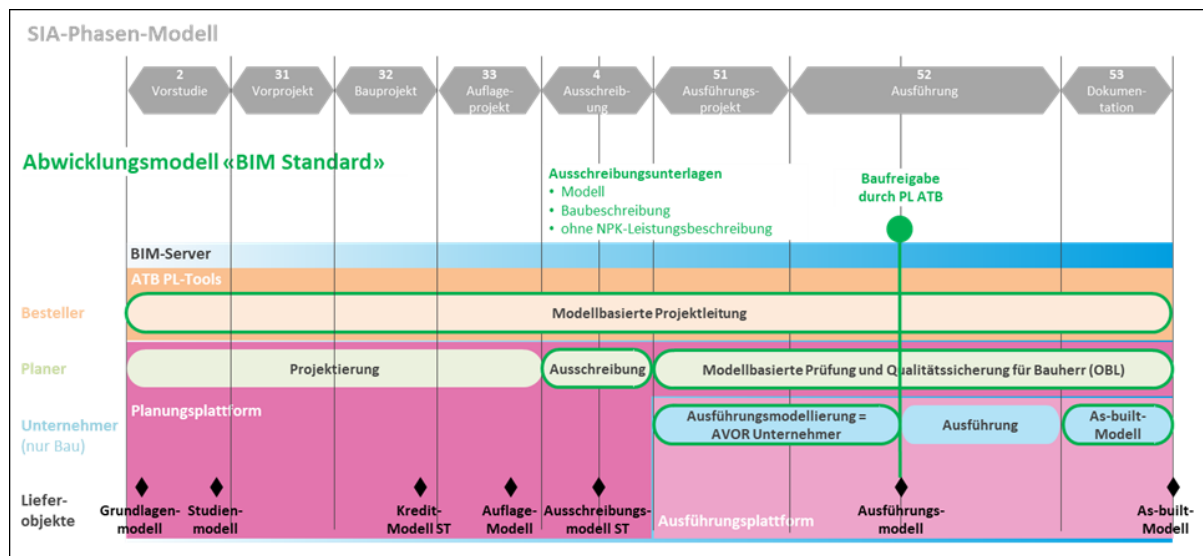 SIA-Phasen-Modell
2
Vorstudie
31
Vorprojekt
32
Bauprojekt
33
Auflage-
projekt
4
Ausschreib-
ung
51
Ausführungs-
projekt
52
Ausführung
53
Dokumen-
tation
Abwicklungsmodell «BIM Standard»
Ausschreibungsunterlagen
• Modell
• Baubeschreibung
• ohne NPK-Leistungsbeschreibung
Baufreigabe
durch PL ATB
BIM-Server
ATB PL-Tools
Besteller
Modellbasierte Projektleitung
Planer
Projektierung
Ausschreibung
Modellbasierte Prüfung und Qualitätssicherung für Bauherr (OBL)
Planungsplattform
Unternehmer
(nur Bau)
Ausführungsmodellierung =
AVOR Unternehmer
Ausführung
As-built-
Modell
Liefer-
objekte
Grundlagen-
modell
Studien-
modell
Kredit-
Modell ST
Auflage-
Modell
Ausschreibungs-
modell ST
Ausführungsplattform
Ausführungs-
modell
As-built-
Modell